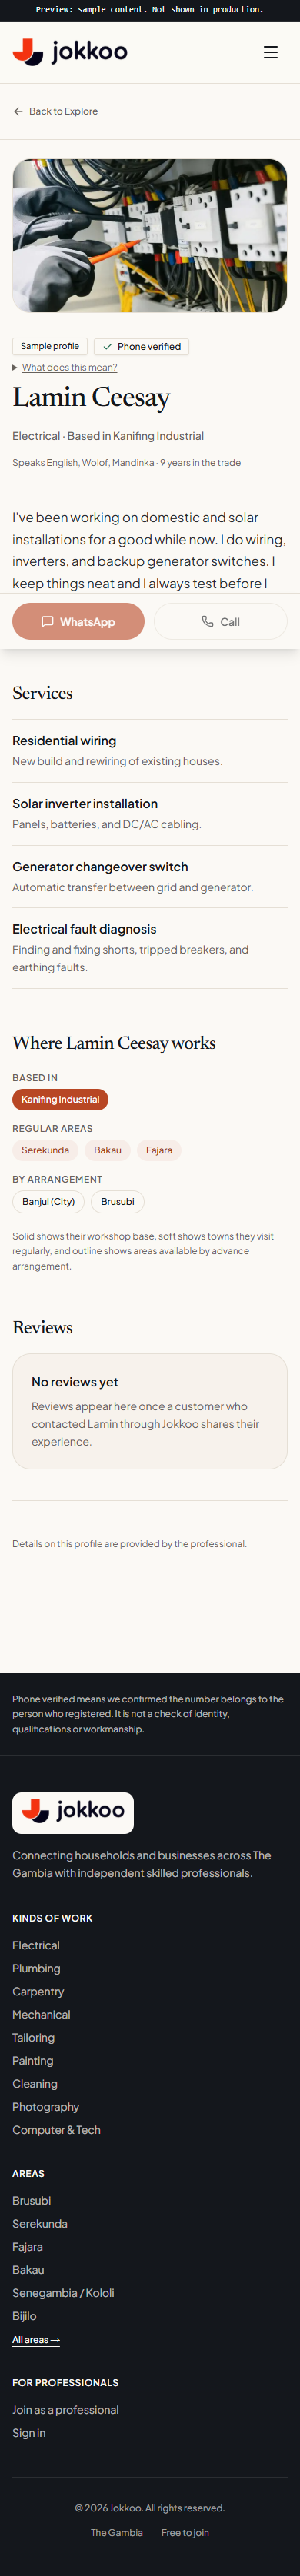 Preview: sample content. Not shown in production.
jokkoo
Back to Explore
Sample profile
Phone verified
What does this mean?
Lamin Ceesay
Electrical · Based in Kanifing Industrial
Speaks English, Wolof, Mandinka · 9 years in the trade
I've been working on domestic and solar
installations for a good while now. I do wiring,
inverters, and backup generator switches. I
keep things neat and I always test before I
WhatsApp
Call
Services
Residential wiring
New build and rewiring of existing houses.
Solar inverter installation
Panels, batteries, and DC/AC cabling.
Generator changeover switch
Automatic transfer between grid and generator.
Electrical fault diagnosis
Finding and fixing shorts, tripped breakers, and
earthing faults.
Where Lamin Ceesay works
BASED IN
Kanifing Industrial
REGULAR AREAS
Serekunda
Bakau
Fajara
BY ARRANGEMENT
Banjul (City)
Brusubi
Solid shows their workshop base, soft shows towns they visit
regularly, and outline shows areas available by advance
arrangement.
Reviews
No reviews yet
Reviews appear here once a customer who
contacted Lamin through Jokkoo shares their
experience.
Details on this profile are provided by the professional.
Phone verified means we confirmed the number belongs to the
person who registered. It is not a check of identity,
qualifications or workmanship.
jokkoo
Connecting households and businesses across The
Gambia with independent skilled professionals.
KINDS OF WORK
Electrical
Plumbing
Carpentry
Mechanical
Tailoring
Painting
Cleaning
Photography
Computer & Tech
AREAS
Brusubi
Serekunda
Fajara
Bakau
Senegambia / Kololi
Bijilo
All areas →
FOR PROFESSIONALS
Join as a professional
Sign in
© 2026 Jokkoo. All rights reserved.
The Gambia
Free to join